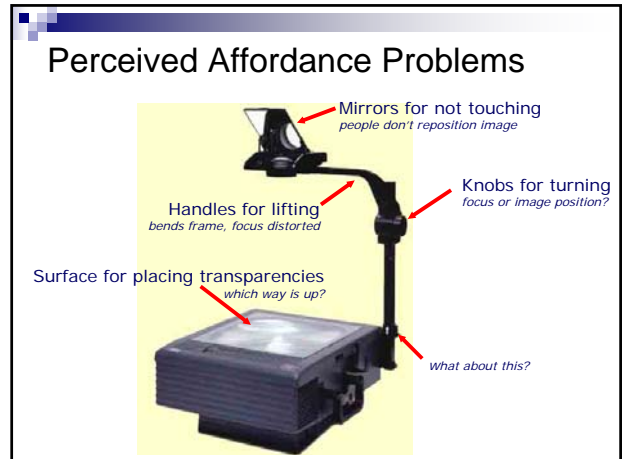 Perceived Affordance Problems
Mirrors for not touching
people don't reposition image
Knobs for turning
focus or image position?
Handles for lifting
bends frame, focus distorted
Surface for placing transparencies
which way is up?
what about this?